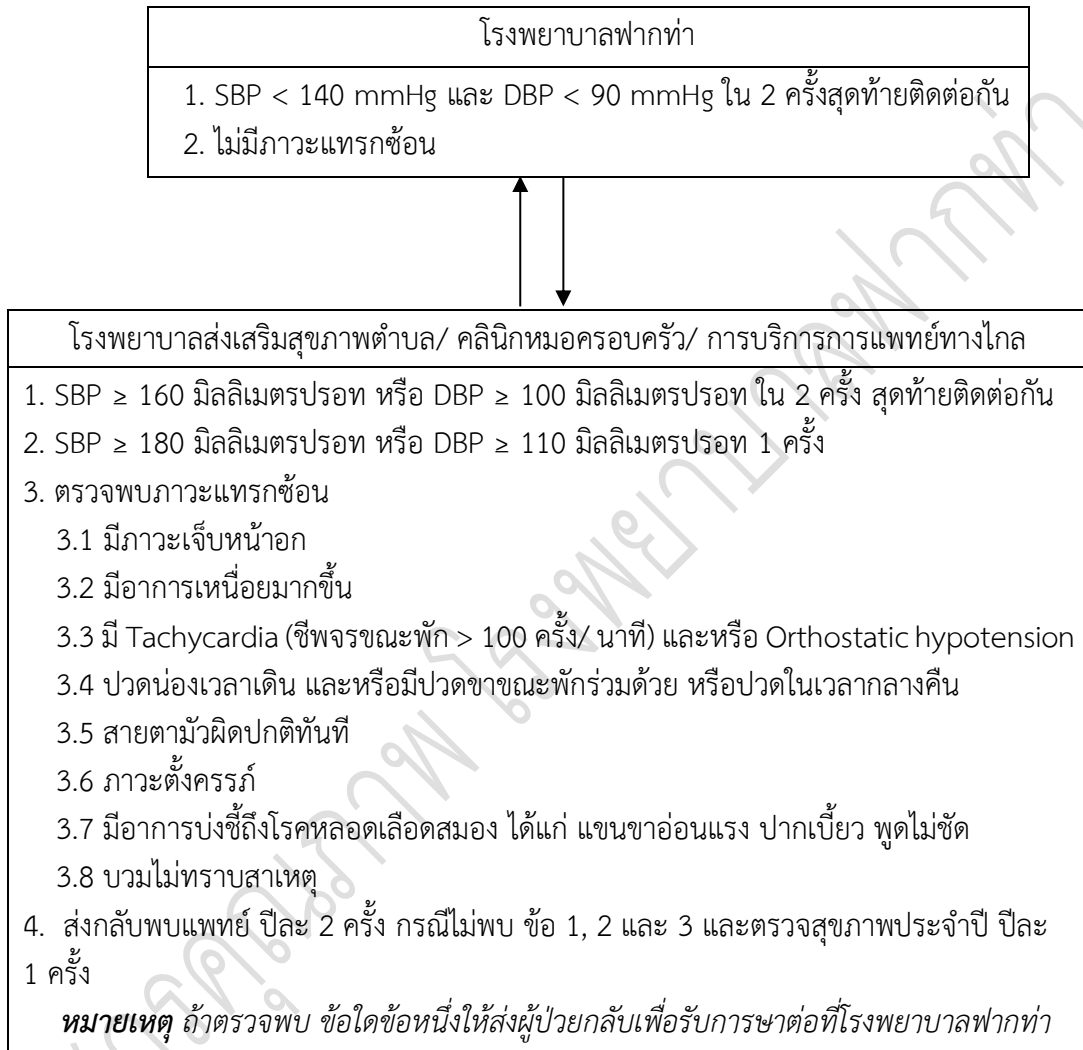 โรงพยาบาลฟากท่า
1. SBP < 140 mmHg และ DBP < 90 mmHg ใน 2 ครั้งสุดท้ายติดต่อกัน
2. ไม่มีภาวะแทรกซ้อน
โรงพยาบาลส่งเสริมสุขภาพตำบล/ คลินิกหมอครอบครัว/ การบริการการแพทย์ทางไกล
1. SBP ≥ 160 มิลลิเมตรปรอท หรือ DBP ≥ 100 มิลลิเมตรปรอท ใน 2 ครั้ง สุดท้ายติดต่อกัน
2. SBP ≥ 180 มิลลิเมตรปรอท หรือ DBP ≥ 110 มิลลิเมตรปรอท 1 ครั้ง
3. ตรวจพบภาวะแทรกซ้อน
3.1 มีภาวะเจ็บหน้าอก
3.2 มีอาการเหนื่อยมากขึ้น
3.3 มี Tachycardia (ชีพจรขณะพัก > 100 ครั้ง/ นาที) และหรือ Orthostatic hypotension
3.4 ปวดน่องเวลาเดิน และหรือมีปวดขาขณะพักร่วมด้วย หรือปวดในเวลากลางคืน
3.5 สายตามัวผิดปกติทันที
3.6 ภาวะตั้งครรภ์
3.7 มีอาการบ่งชี้ถึงโรคหลอดเลือดสมอง ได้แก่ แขนขาอ่อนแรง ปากเบี้ยว พูดไม่ชัด
3.8 บวมไม่ทราบสาเหตุ
4. ส่งกลับพบแพทย์ ปีละ 2 ครั้ง กรณีไม่พบ ข้อ 1, 2 และ 3 และตรวจสุขภาพประจำปี ปีละ
1 ครั้ง
หมายเหตุ ถ้าตรวจพบ ข้อใดข้อหนึ่งให้ส่งผู้ป่วยกลับเพื่อรับการษาต่อที่โรงพยาบาลฟากท่า